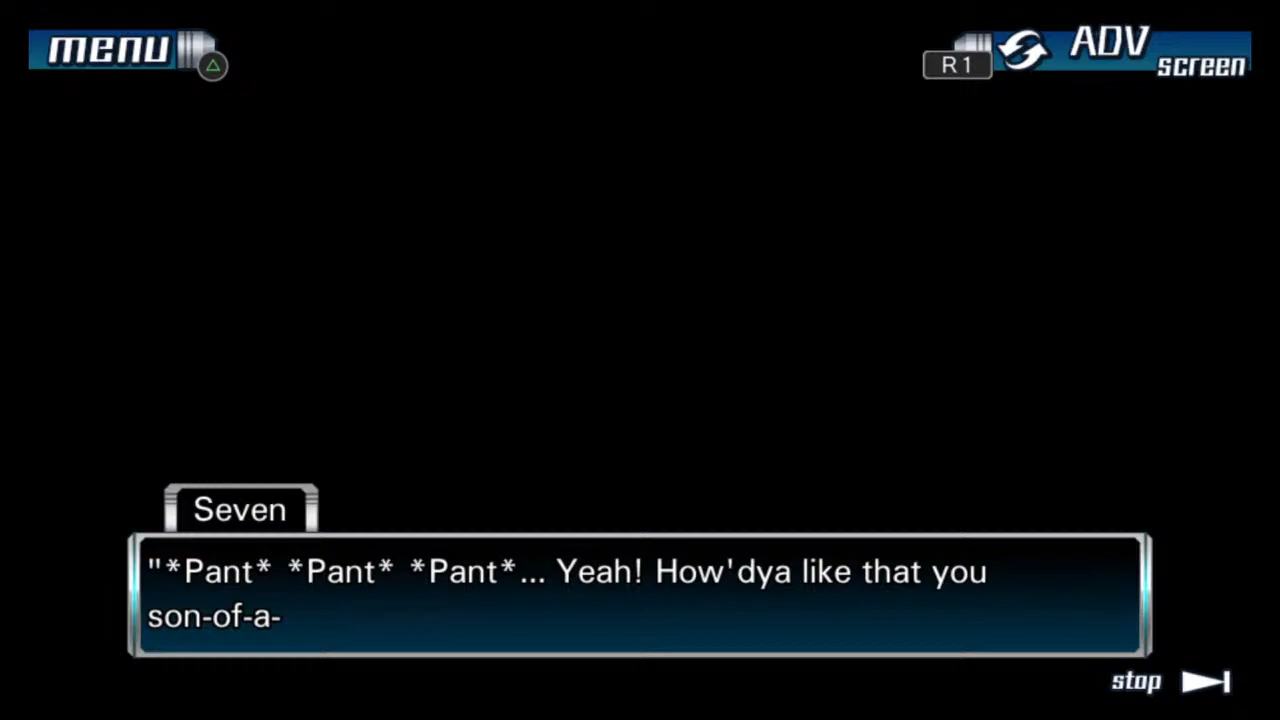 menu
R1
ADV
screen
Seven
"*Pant* *Pant* *Pant*... Yeah! How'dya like that you
son-of-a-
stop